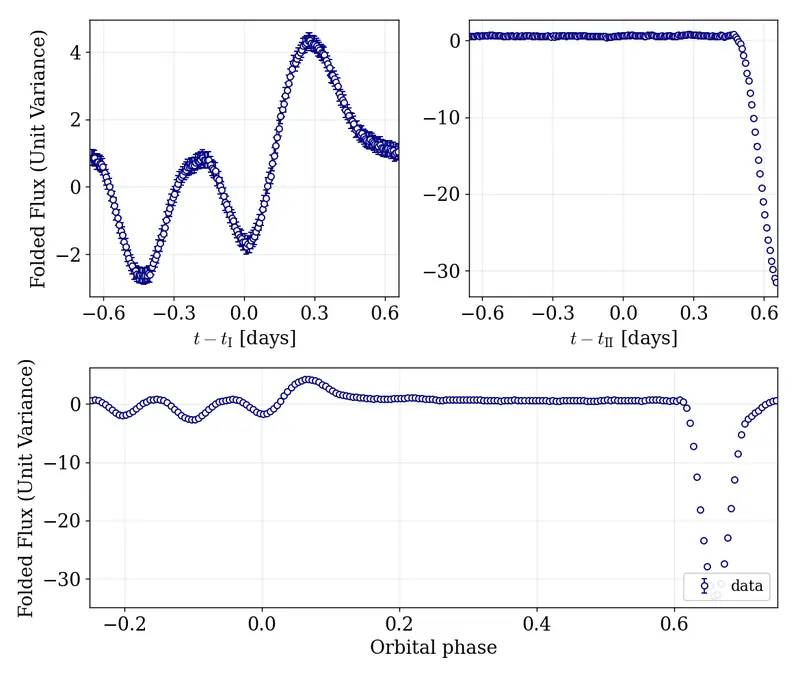 Folded Flux (Unit Variance)
4
2
0
−2
−0.6 −0.3 0.0 0.3 0.6
t − tI [days]
0
−10
−20
−30
−0.6 −0.3 0.0 0.3 0.6
t − tII [days]
Folded Flux (Unit Variance)
0
−10
−20
−30
−0.2 0.0 0.2 0.4 0.6
Orbital phase
data